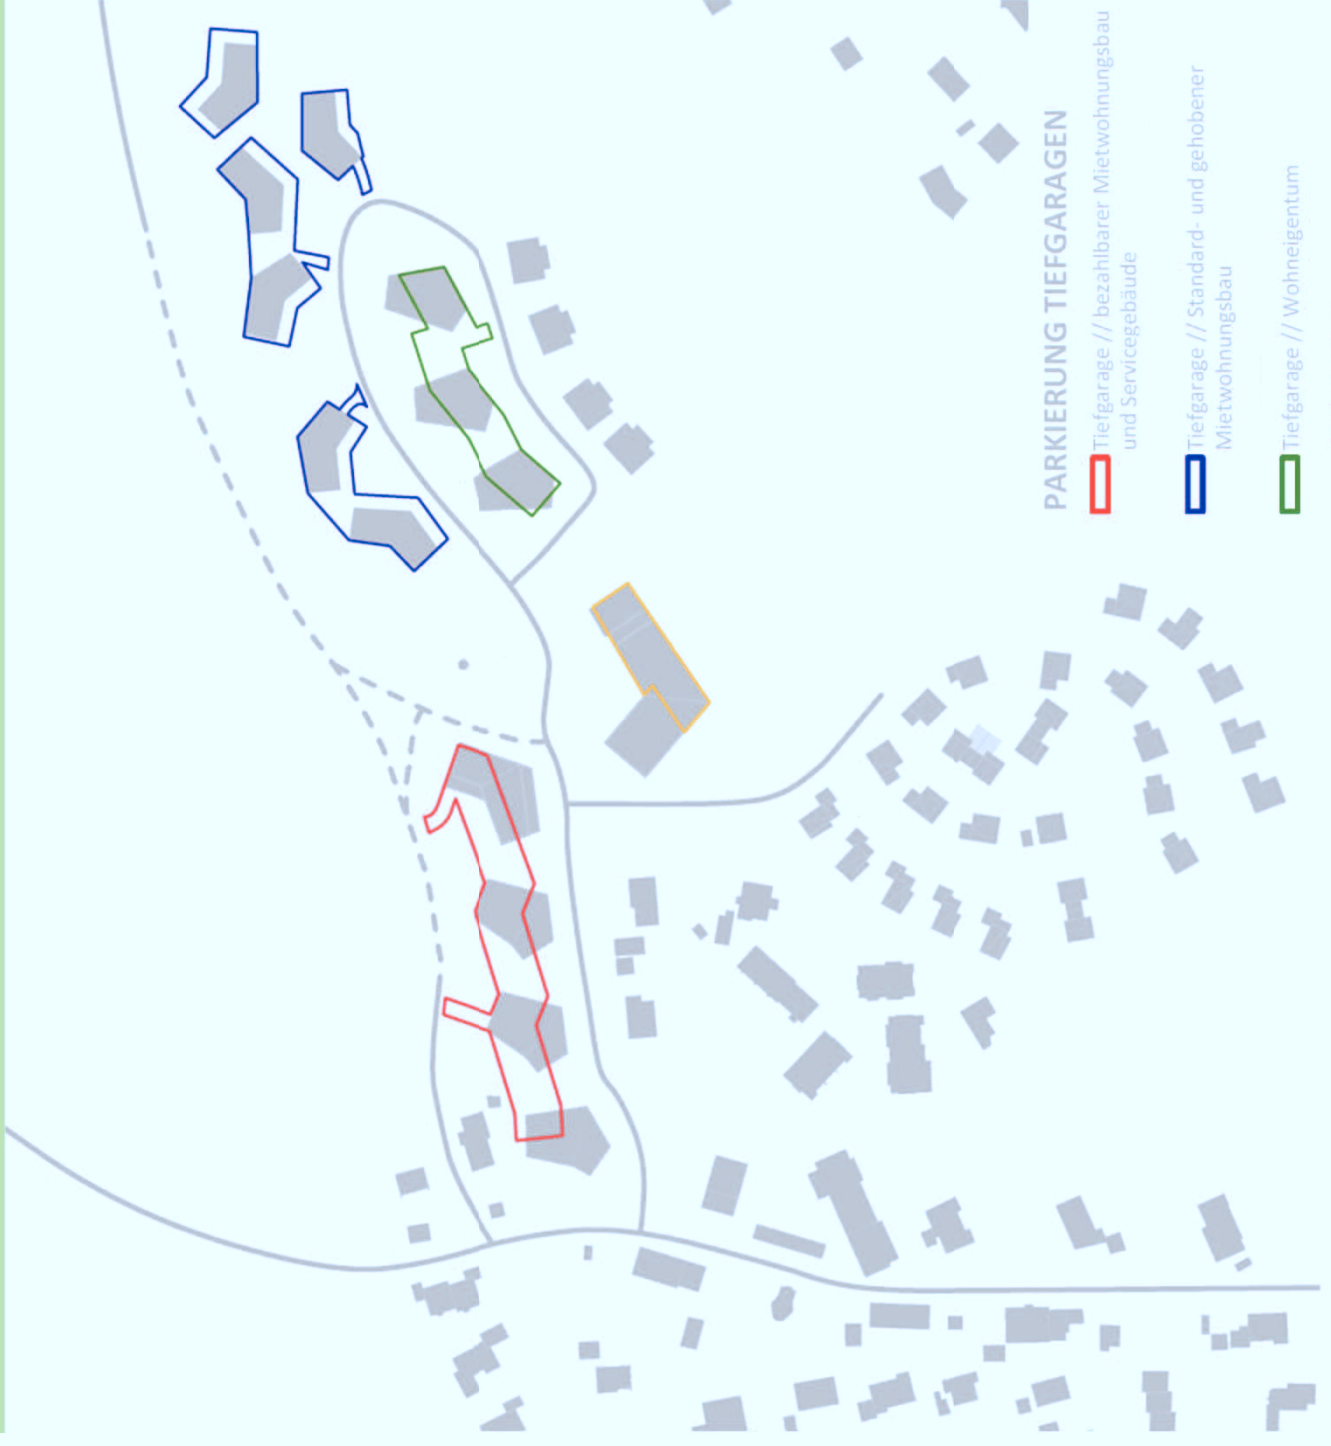 PARKIERUNG TIEFGARAGEN
Tiefgarage // bezahlbarer Mietwohnungsbau
und Servicegebäude
Tiefgarage // Standard- und gehobener
Mietwohnungsbau
Tiefgarage // Wohneigentum